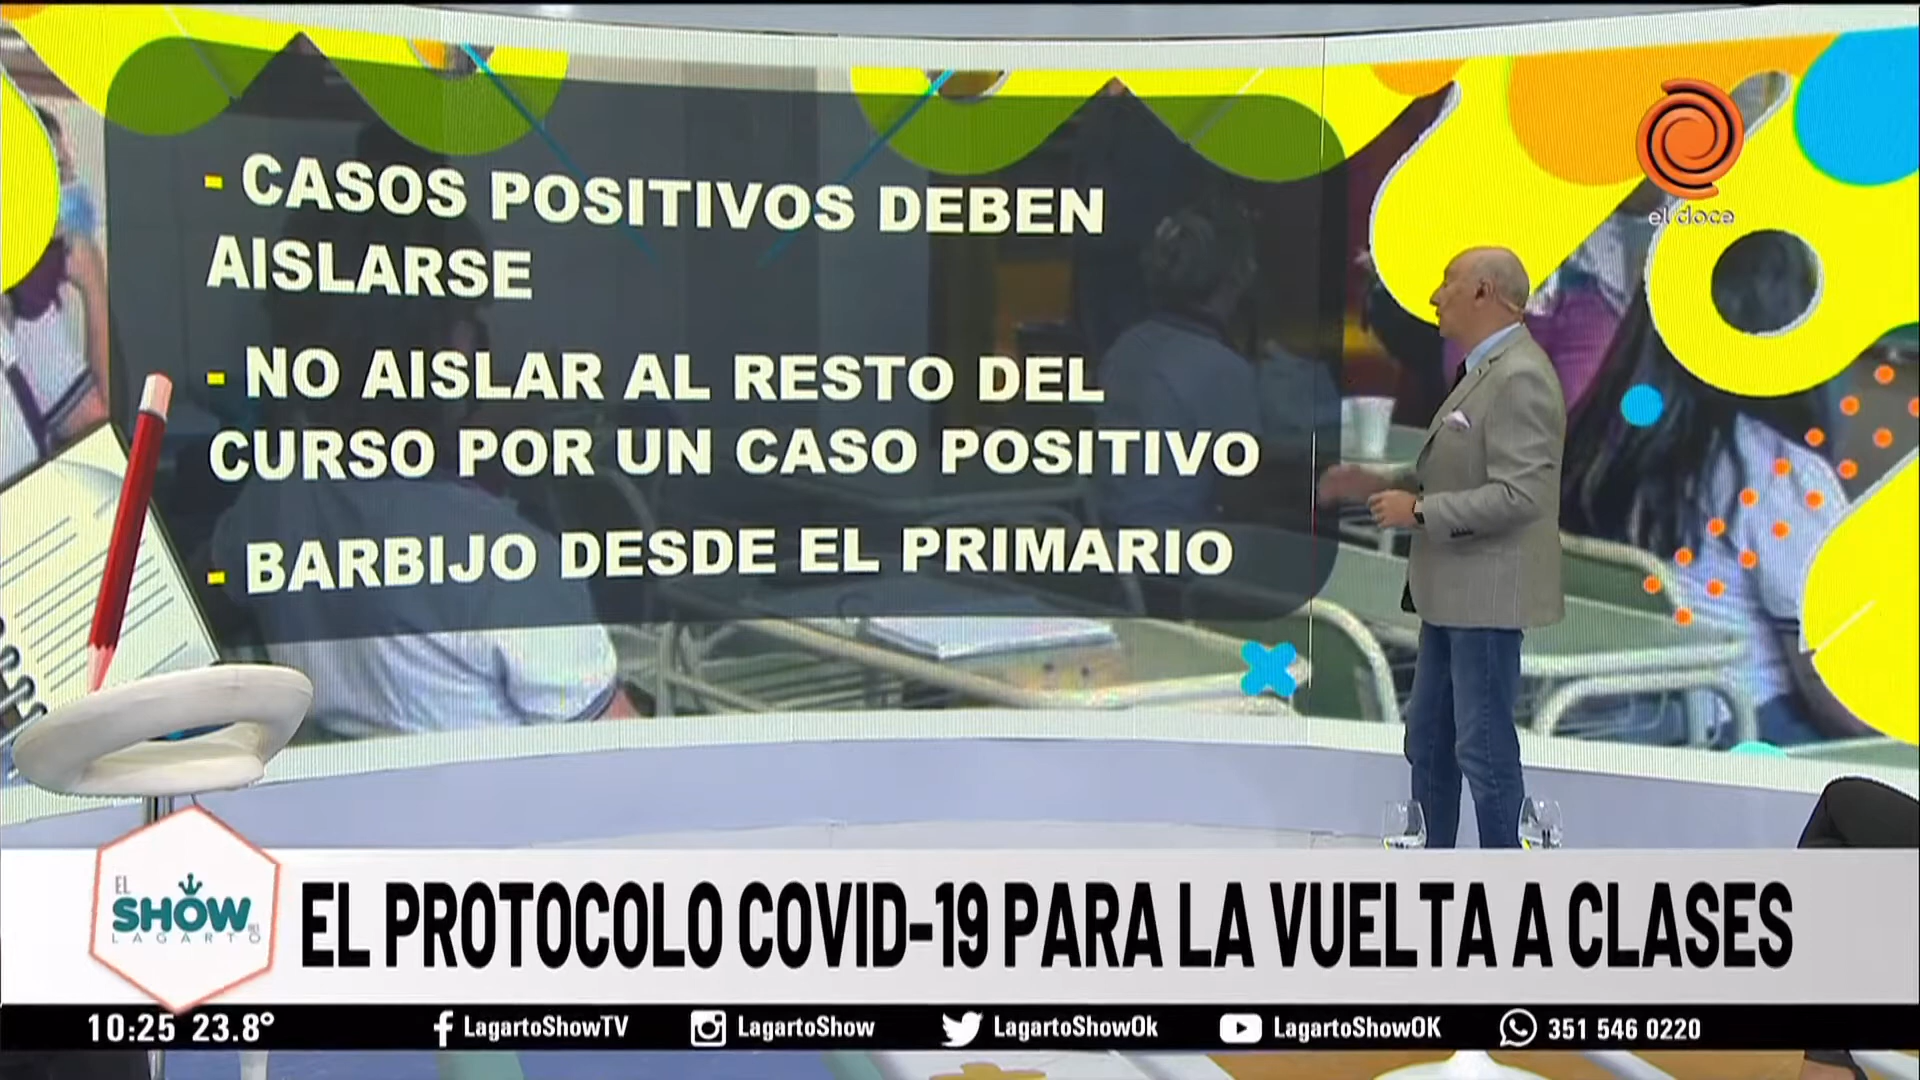 - CASOS POSITIVOS DEBEN
AISLARSE
- NO AISLAR AL RESTO DEL
CURSO POR UN CASO POSITIVO
- BARBIJO DESDE EL PRIMARIO
el doce
EL
SHOW DEL
LAGARTO
EL PROTOCOLO COVID-19 PARA LA VUELTA A CLASES
10:25 23.8° LagartoShowTV LagartoShow LagartoShowOk LagartoShowOK 351 546 0220